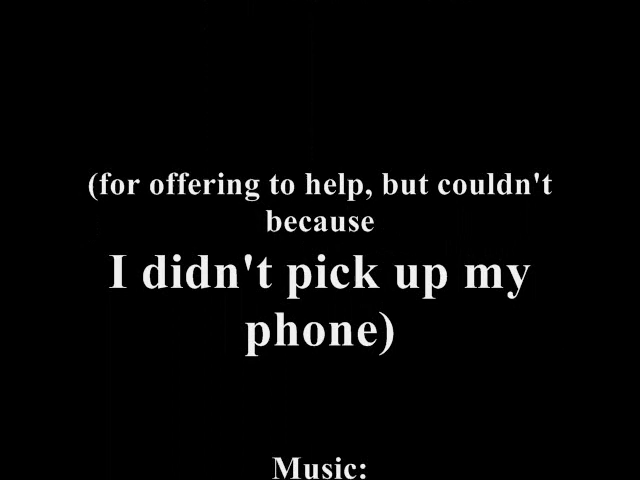 (for offering to help, but couldn't
because
I didn't pick up my
phone)
Music: